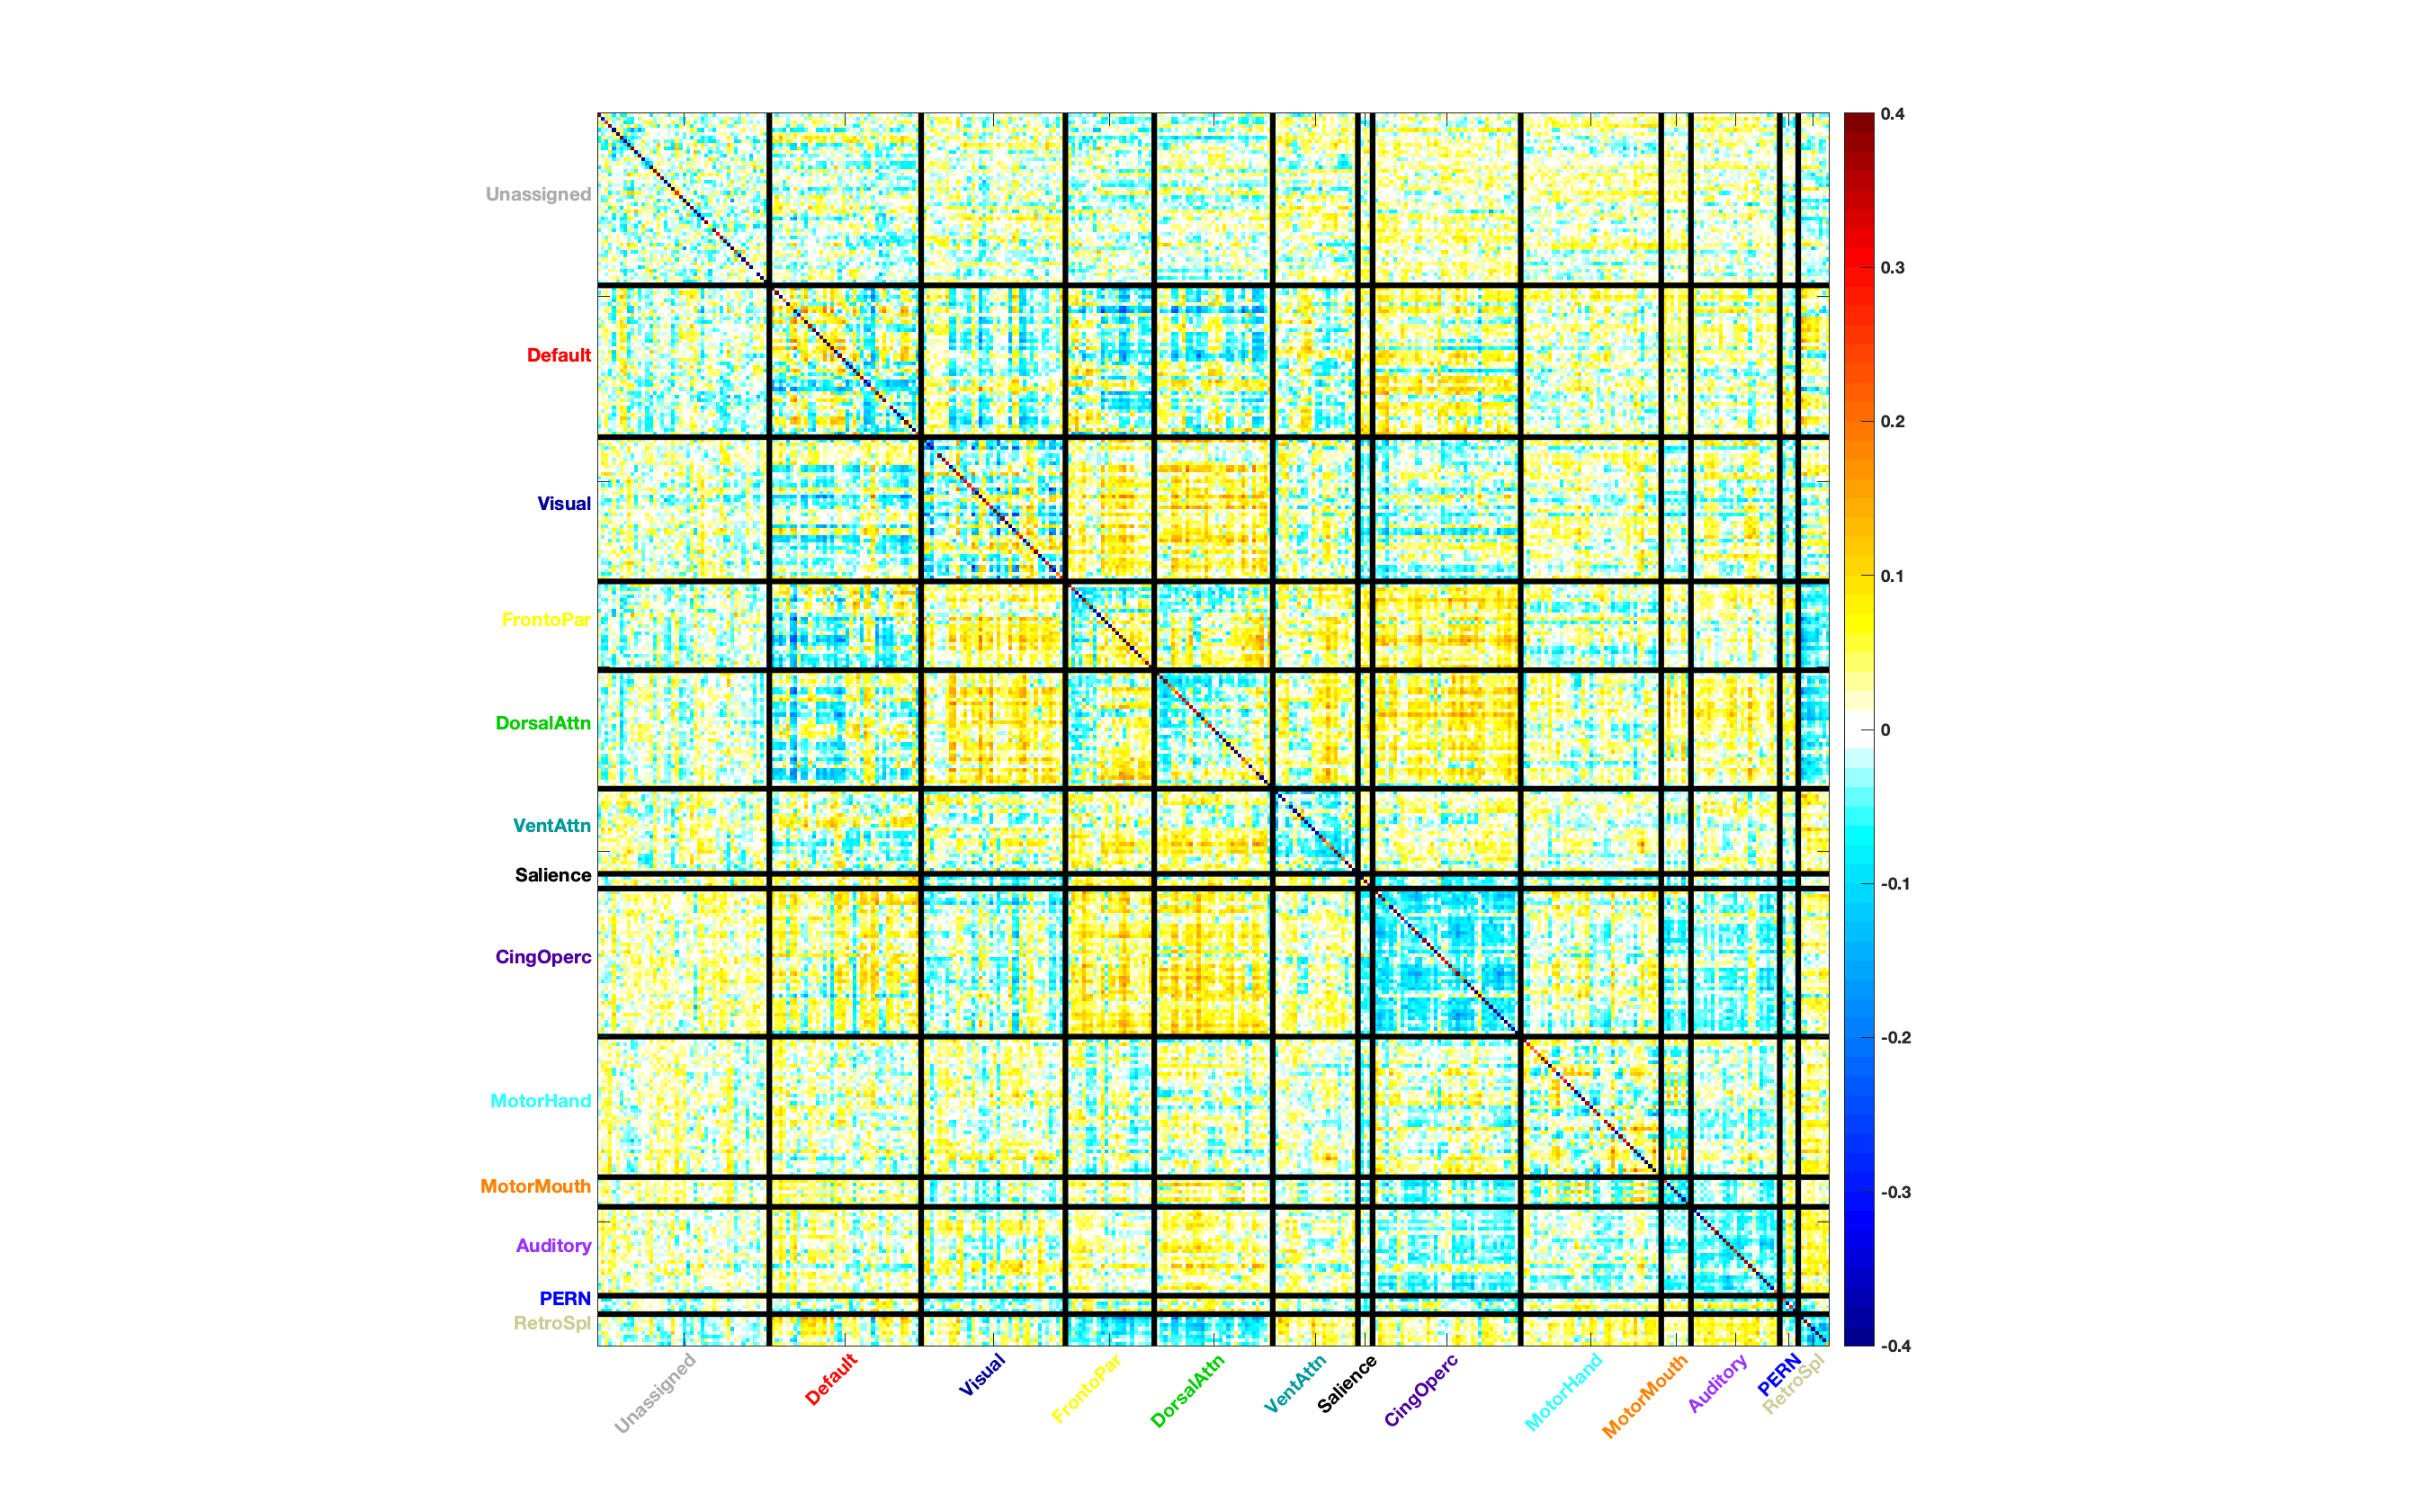 Unassigned
Default
Visual
FrontoPar
DorsalAttn
VentAttn
Salience
CingOperc
MotorHand
MotorMouth
Auditory
PERN
RetroSpl
Unassigned
Default
Visual
FrontoPar
DorsalAttn
VentAttn
Salience
CingOperc
MotorHand
MotorMouth
Auditory
PERN
RetroSpl
0.4
0.3
0.2
0.1
0
-0.1
-0.2
-0.3
-0.4